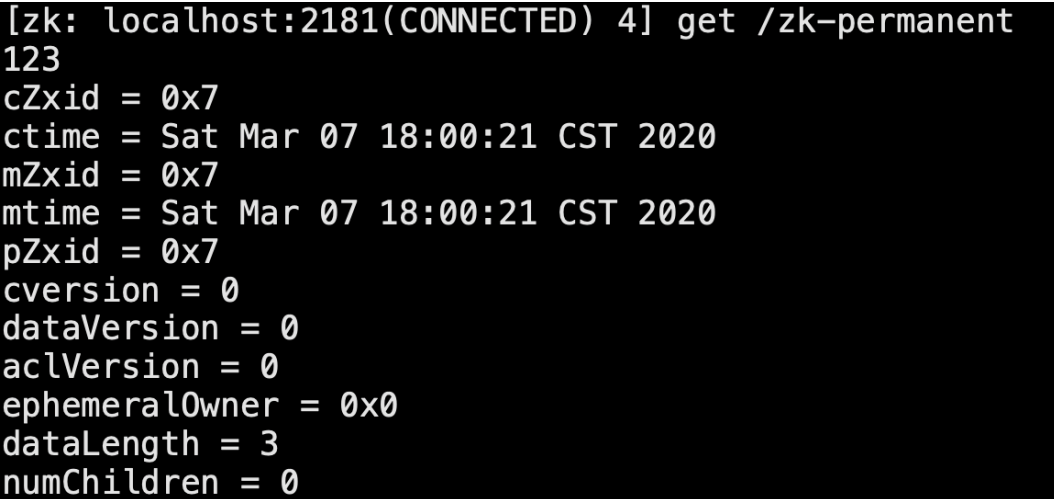 [zk: localhost:2181(CONNECTED) 4] get /zk-permanent
123
cZxid = 0x7
ctime = Sat Mar 07 18:00:21 CST 2020
mZxid = 0x7
mtime = Sat Mar 07 18:00:21 CST 2020
pZxid = 0x7
cversion = 0
dataVersion = 0
aclVersion = 0
ephemeralOwner = 0x0
dataLength = 3
numChildren = 0